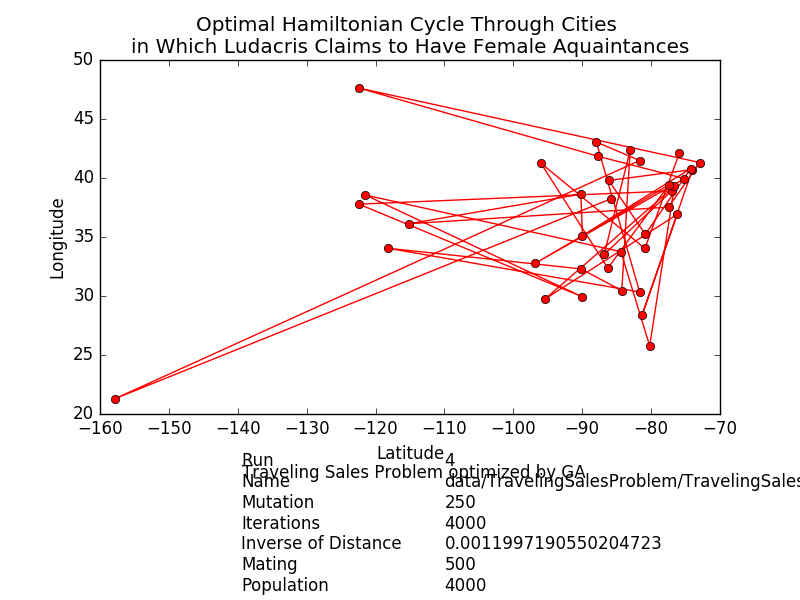 Optimal Hamiltonian Cycle Through Cities
in Which Ludacris Claims to Have Female Aquaintances
50
45
40
35
30
25
20
Longitude
−160 −150 −140 −130 −120 −110 −100 −90 −80 −70
Latitude
Run 4
Traveling Sales Problem optimized by GA
Name data/TravelingSalesProblem/TravelingSales
Mutation 250
Iterations 4000
Inverse of Distance 0.0011997190550204723
Mating 500
Population 4000